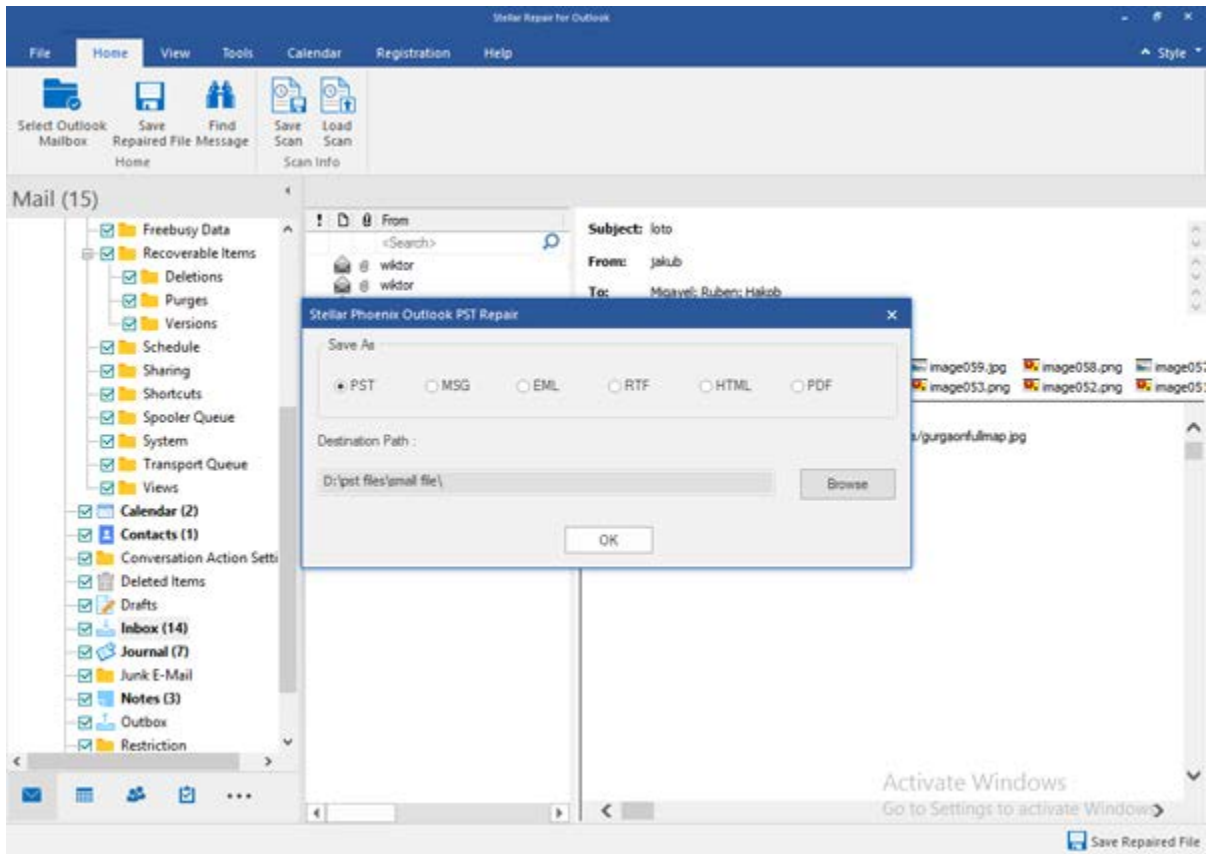 Stellar Repair for Outlook
File Home View Tools Calendar Registration Help Style
Select Outlook Mailbox
Save Repaired File
Find Message
Save Scan
Load Scan
Home
Scan Info
Mail (15)
Freebusy Data
Recoverable Items
Deletions
Purges
Versions
Schedule
Sharing
Shortcuts
Spooler Queue
System
Transport Queue
Views
Calendar (2)
Contacts (1)
Conversation Action Setti
Deleted Items
Drafts
Inbox (14)
Journal (7)
Junk E-Mail
Notes (3)
Outbox
Restriction
! From
<Search>
wiktor
wiktor
Subject: loto
From: jakub
To: Migayel; Ruben; Hakob
image059.jpg image058.png image057
image053.png image052.png image051
s/gurgaonfullmap.jpg
Stellar Phoenix Outlook PST Repair
Save As
PST MSG EML RTF HTML PDF
Destination Path :
D:\pst files\small file\
Browse
OK
Activate Windows
Go to Settings to activate Windows
Save Repaired File